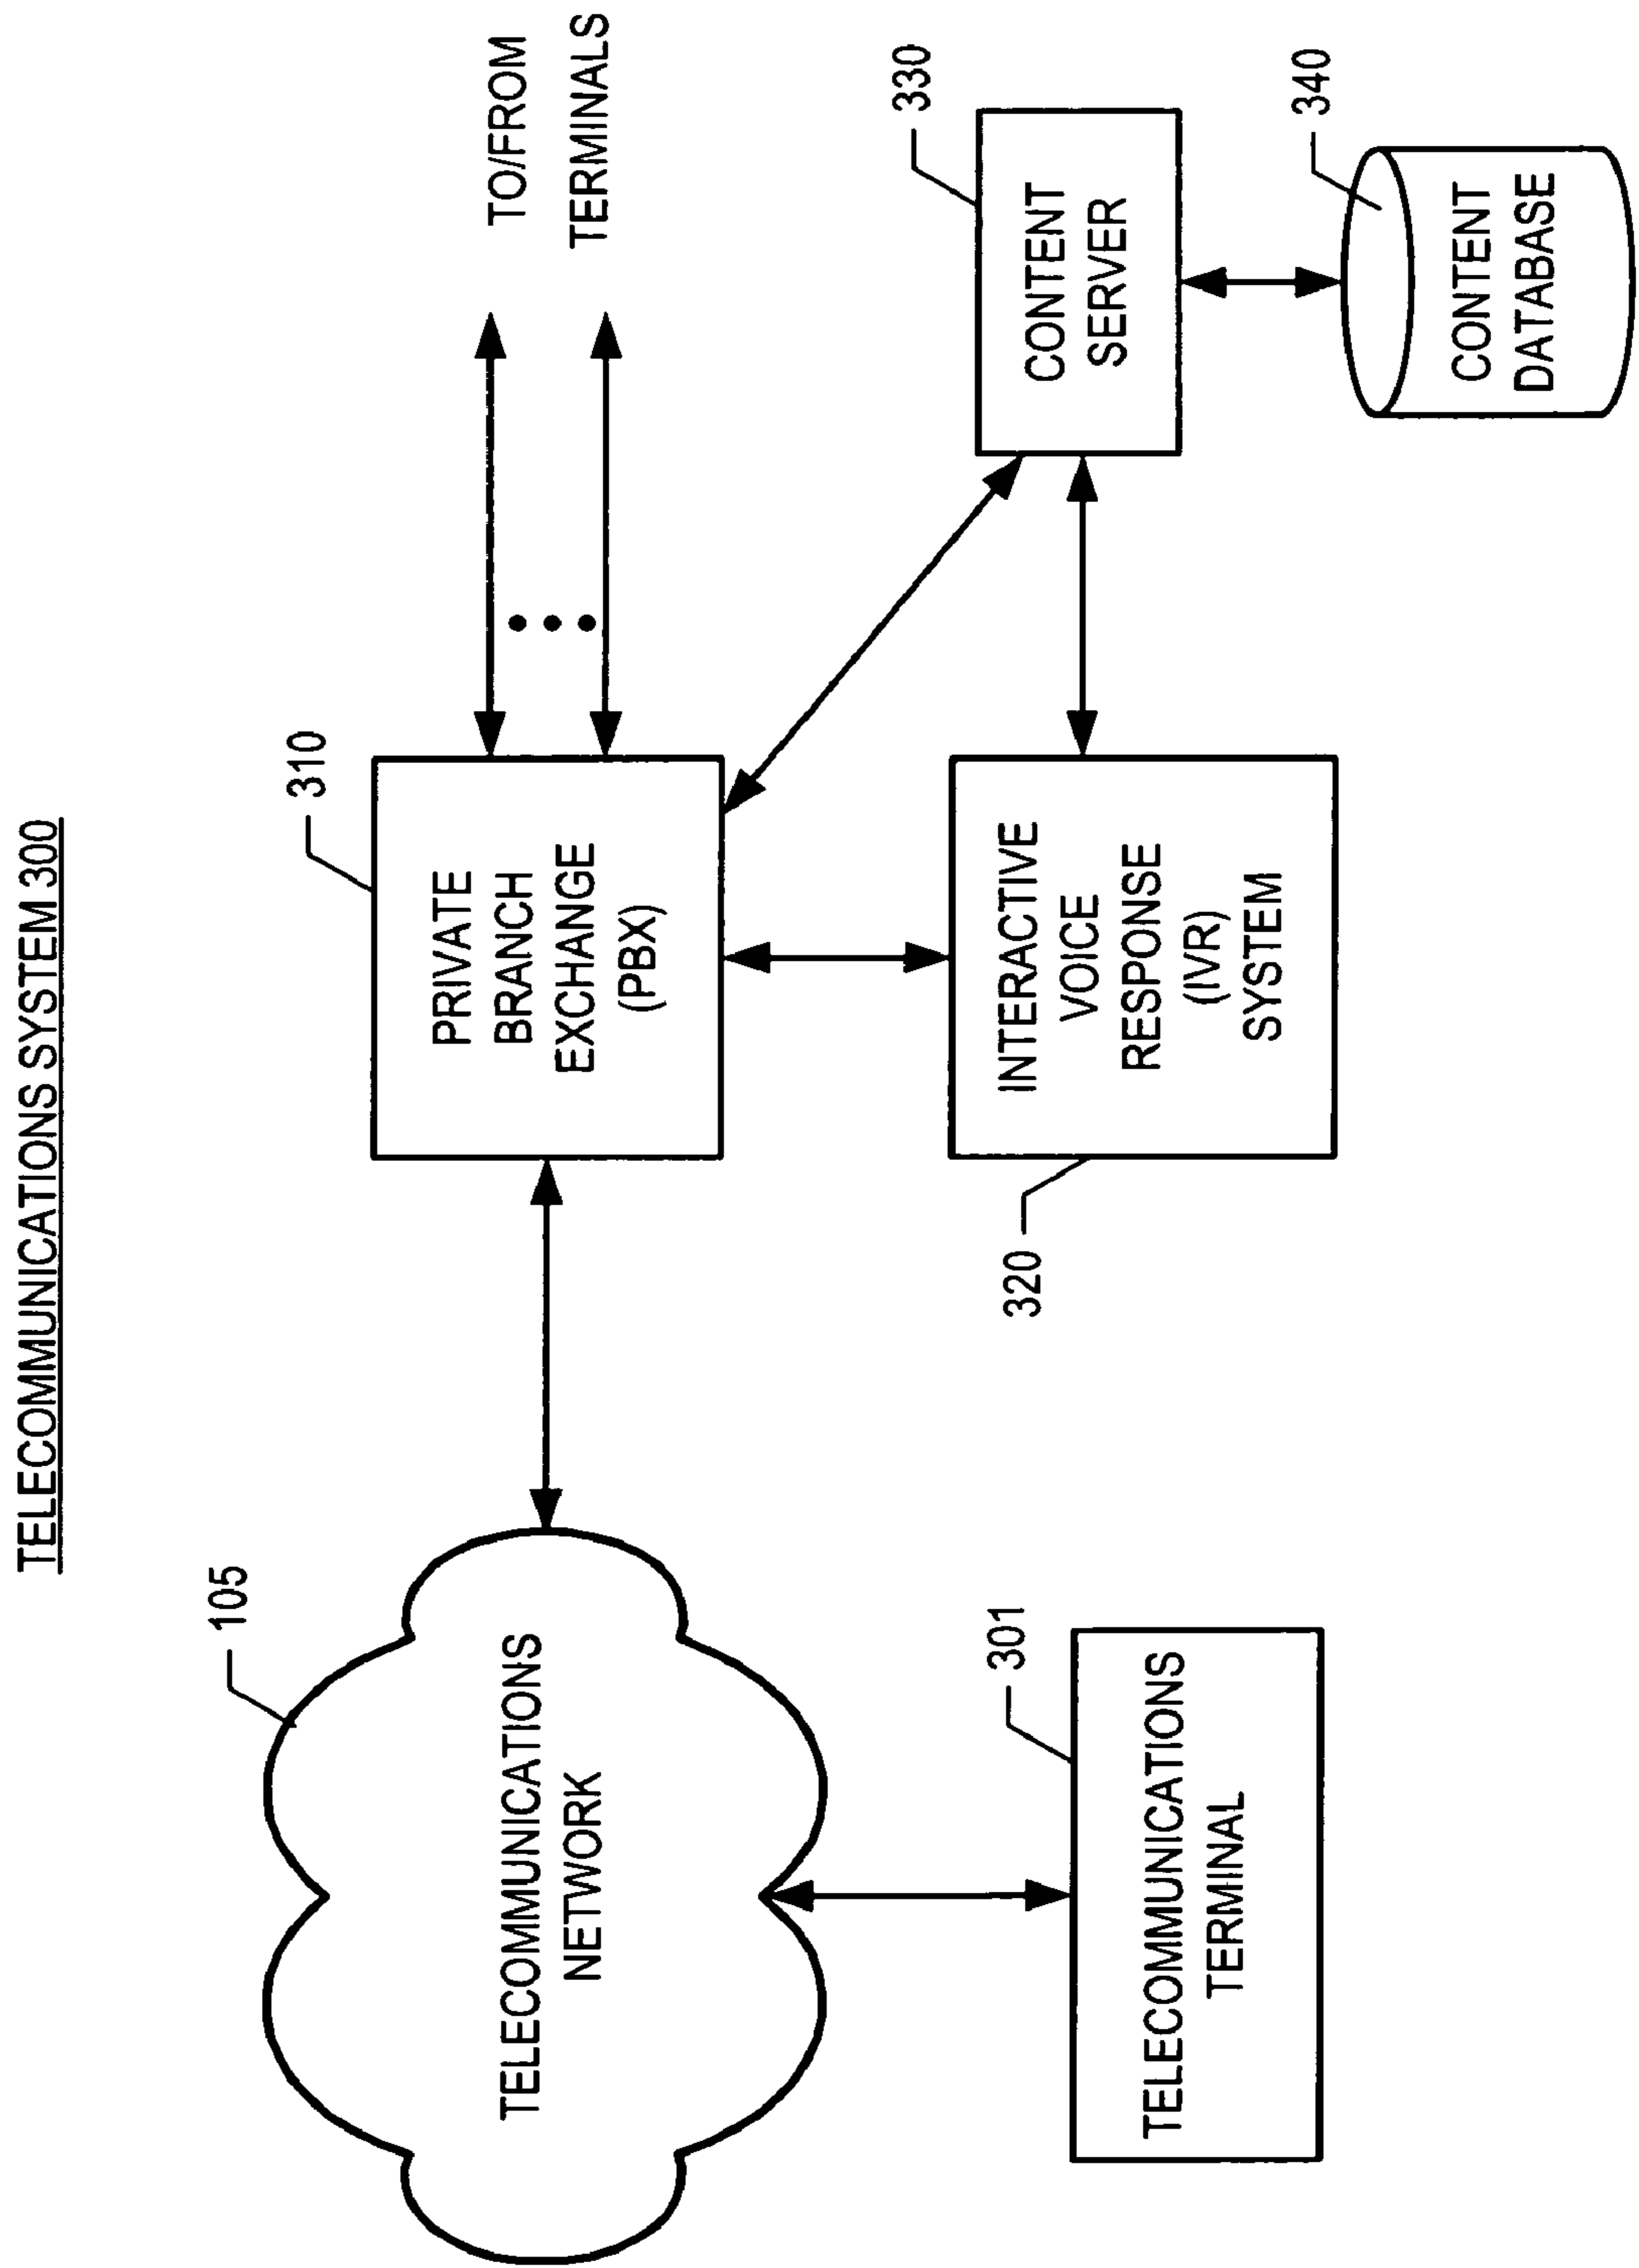 TELECOMMUNICATIONS SYSTEM 300
105
TELECOMMUNICATIONS
NETWORK
310
PRIVATE
BRANCH
EXCHANGE
(PBX)
TO/FROM
TERMINALS
301
TELECOMMUNICATIONS
TERMINAL
320
INTERACTIVE
VOICE
RESPONSE
(IVR)
SYSTEM
330
CONTENT
SERVER
340
CONTENT
DATABASE